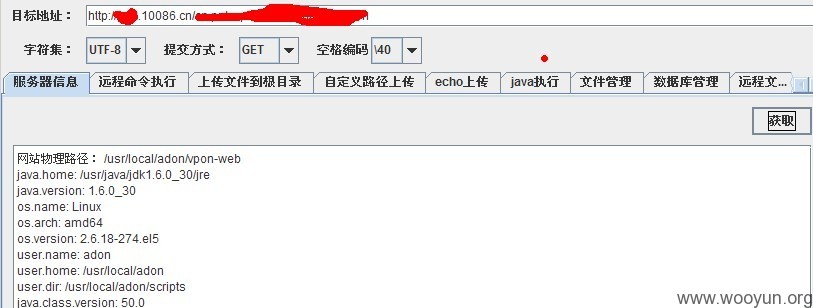 目标地址： http:/ .10086.cn/
字符集： UTF-8 提交方式： GET 空格编码 \40
服务器信息 远程命令执行 上传文件到根目录 自定义路径上传 echo上传 java执行 文件管理 数据库管理 远程文...
获取
网站物理路径： /usr/local/adon/vpon-web
java.home: /usr/java/jdk1.6.0_30/jre
java.version: 1.6.0_30
os.name: Linux
os.arch: amd64
os.version: 2.6.18-274.el5
user.name: adon
user.home: /usr/local/adon
user.dir: /usr/local/adon/scripts
java.class.version: 50.0
www.wooyun.org